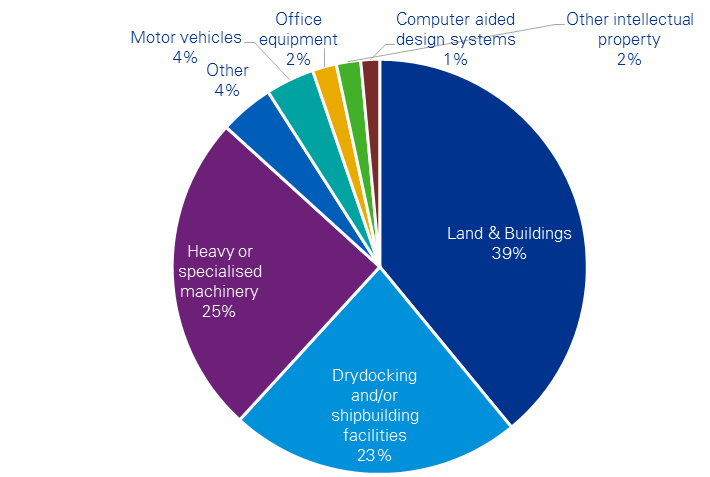 Office
equipment
2%
Computer aided
design systems
1%
Other intellectual
property
2%
Motor vehicles
4%
Other
4%
Land & Buildings
39%
Heavy or
specialised
machinery
25%
Drydocking
and/or
shipbuilding
facilities
23%